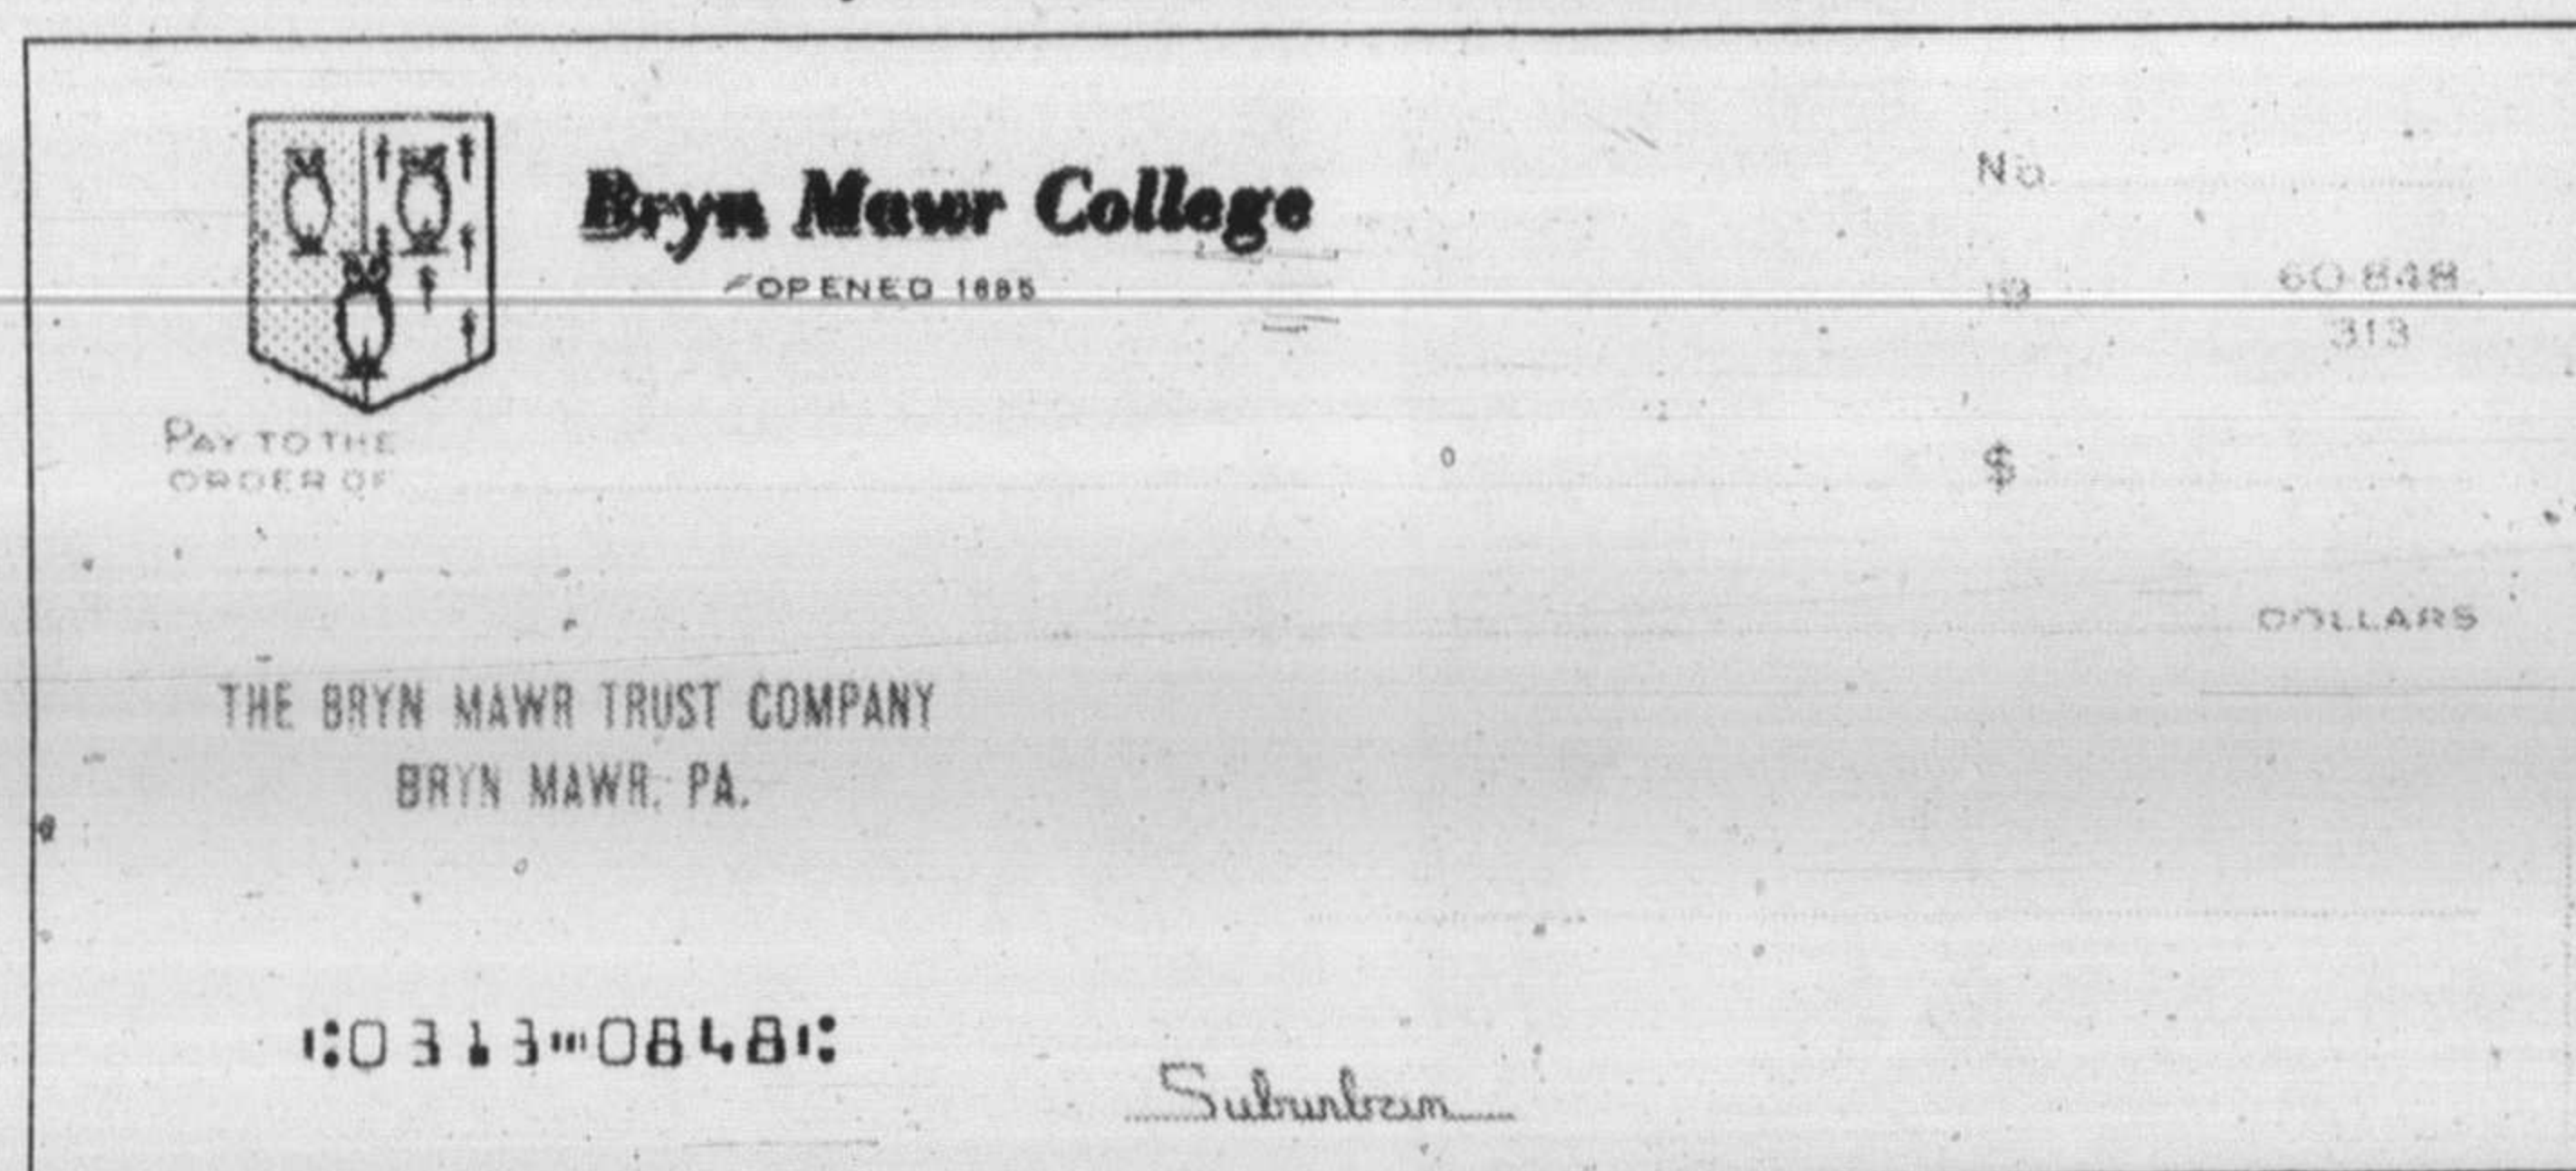 Bryn Mawr College
OPENED 1885
No.
19
60-848
313
PAY TO THE
ORDER OF
$
DOLLARS
THE BRYN MAWR TRUST COMPANY
BRYN MAWR, PA.
⑆0313⑉0848⑆
Suburban